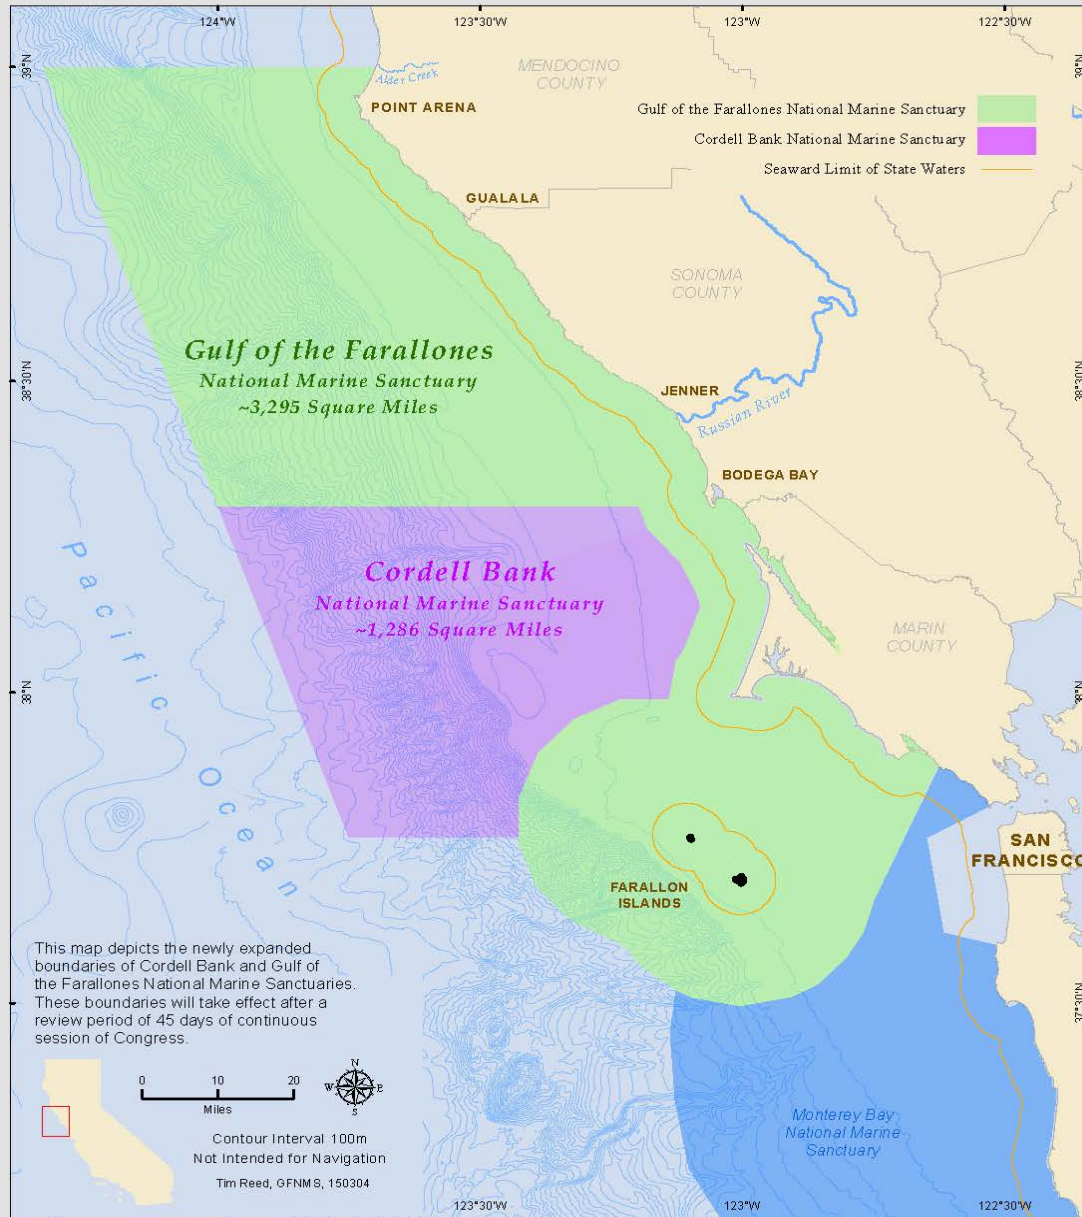 124°W
123°30'W
123°W
122°30'W
39°N
39°N
Alder Creek
MENDOCINO
COUNTY
POINT ARENA
Gulf of the Farallones National Marine Sanctuary
Cordell Bank National Marine Sanctuary
Seaward Limit of State Waters
GUALALA
SONOMA
COUNTY
Gulf of the Farallones
National Marine Sanctuary
~3,295 Square Miles
38°30'N
38°30'N
JENNER
Russian River
BODEGA BAY
Cordell Bank
National Marine Sanctuary
~1,286 Square Miles
MARIN
COUNTY
Pacific Ocean
38°N
SAN
FRANCISCO
FARALLON
ISLANDS
This map depicts the newly expanded
boundaries of Cordell Bank and Gulf of
the Farallones National Marine Sanctuaries.
These boundaries will take effect after a
review period of 45 days of continuous
session of Congress.
37°30'N
0 10 20
Miles
N
W E
S
Contour Interval 100m
Not Intended for Navigation
Tim Reed, GFNMS, 150304
Monterey Bay
National Marine
Sanctuary
123°30'W
123°W
122°30'W